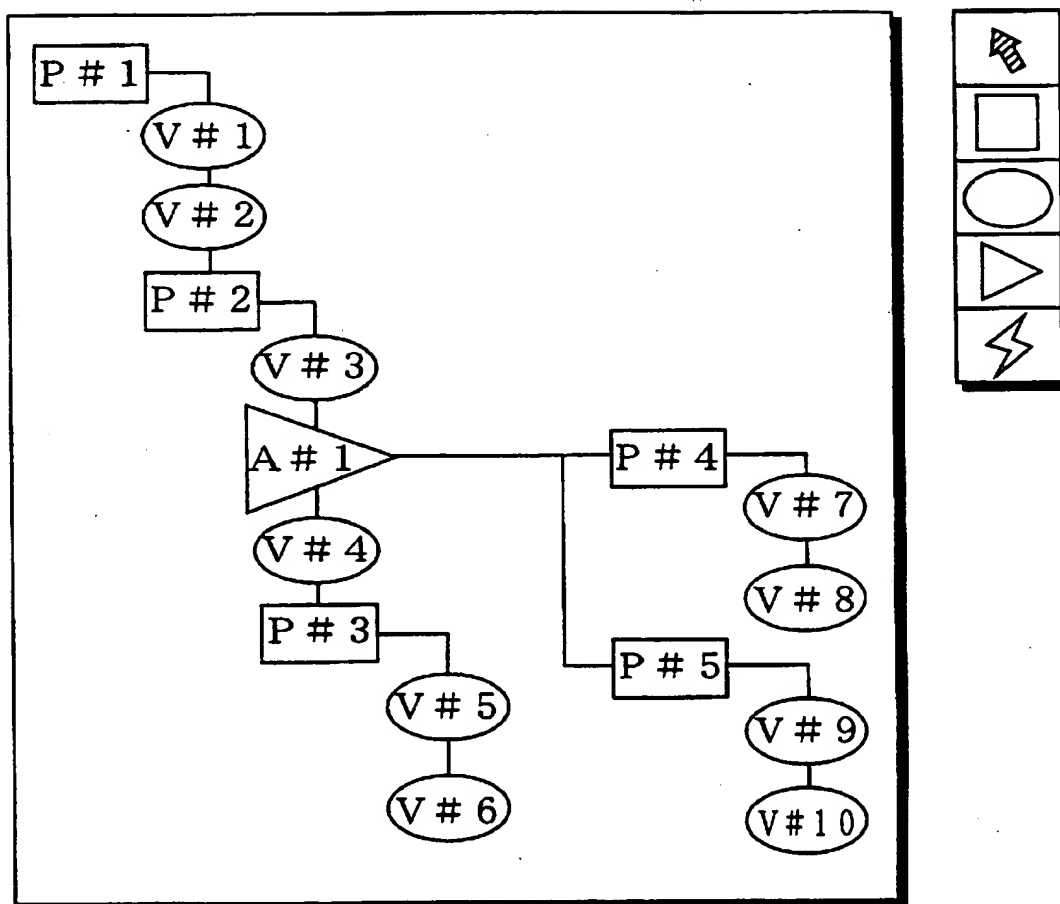 P # 1
V # 1
V # 2
P # 2
V # 3
A # 1
P # 4
V # 7
V # 4
V # 8
P # 3
P # 5
V # 5
V # 9
V # 6
V # 10